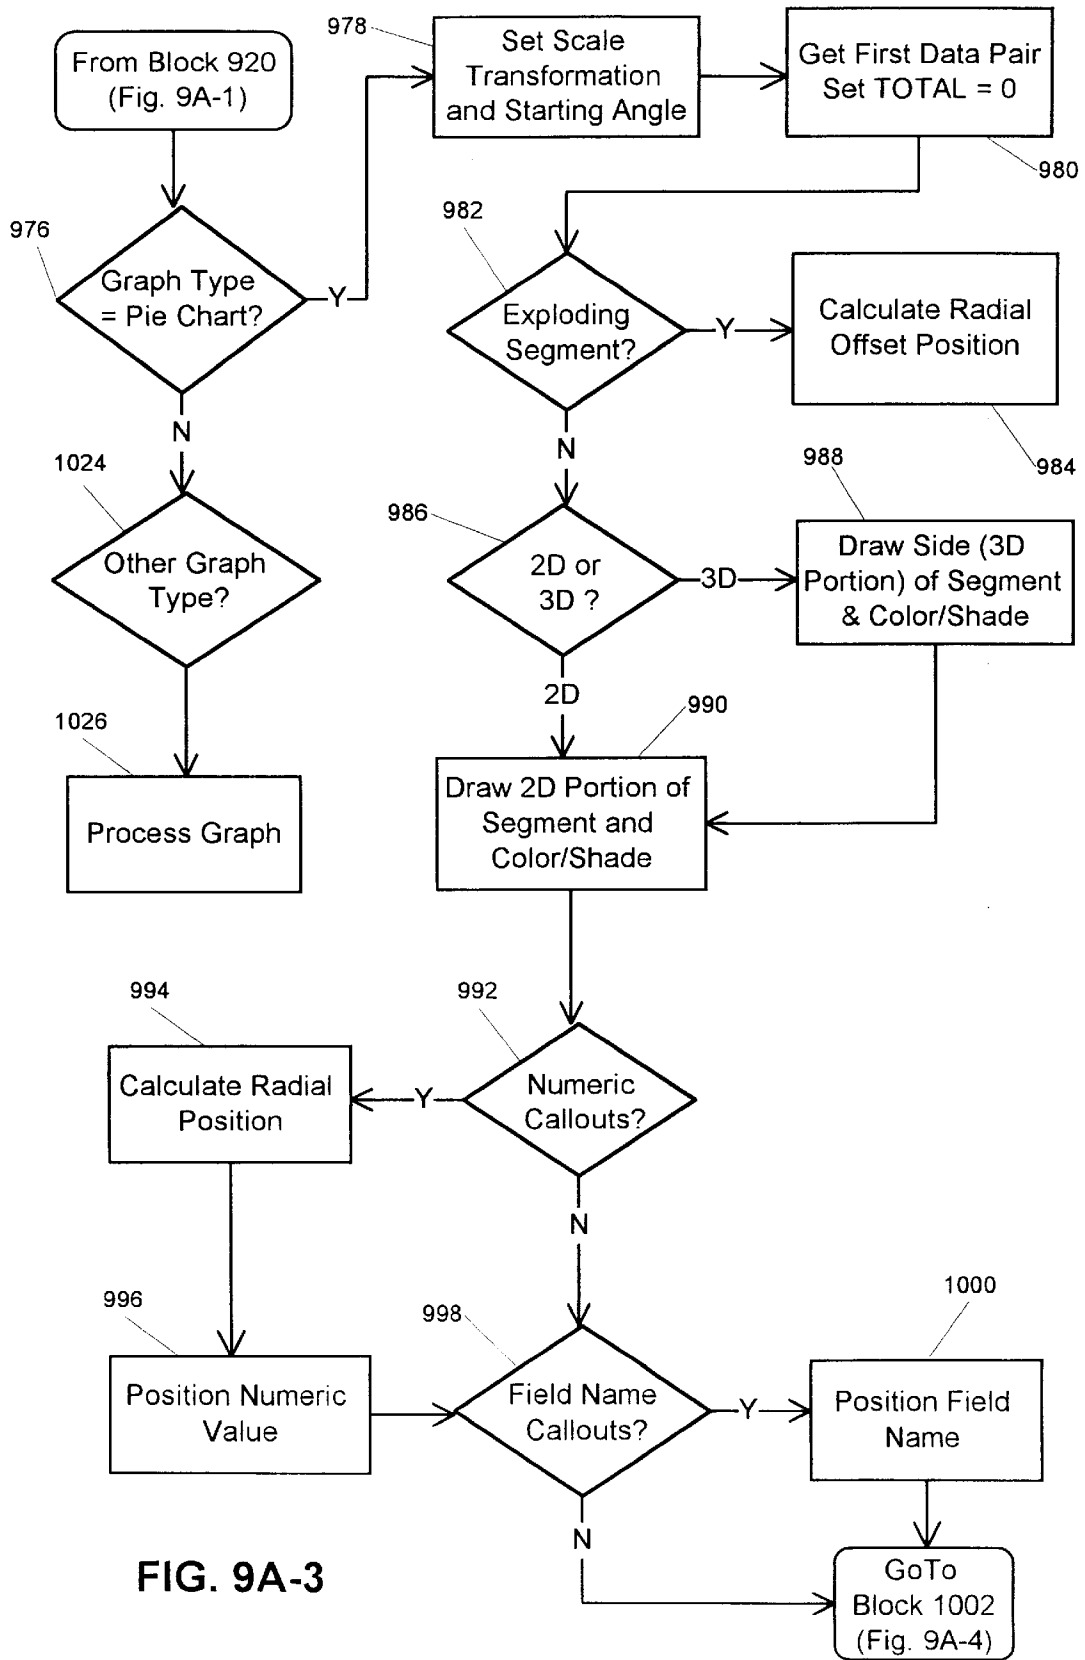 From Block 920
(Fig. 9A-1)
978
Set Scale
Transformation
and Starting Angle
Get First Data Pair
Set TOTAL = 0
980
976
Graph Type
= Pie Chart?
Y
N
982
Exploding
Segment?
Y
Calculate Radial
Offset Position
984
N
1024
Other Graph
Type?
986
2D or
3D ?
3D
988
Draw Side (3D
Portion) of Segment
& Color/Shade
2D
990
Draw 2D Portion of
Segment and
Color/Shade
1026
Process Graph
994
Calculate Radial
Position
992
Numeric
Callouts?
Y
N
996
Position Numeric
Value
998
Field Name
Callouts?
Y
1000
Position Field
Name
N
GoTo
Block 1002
(Fig. 9A-4)
FIG. 9A-3